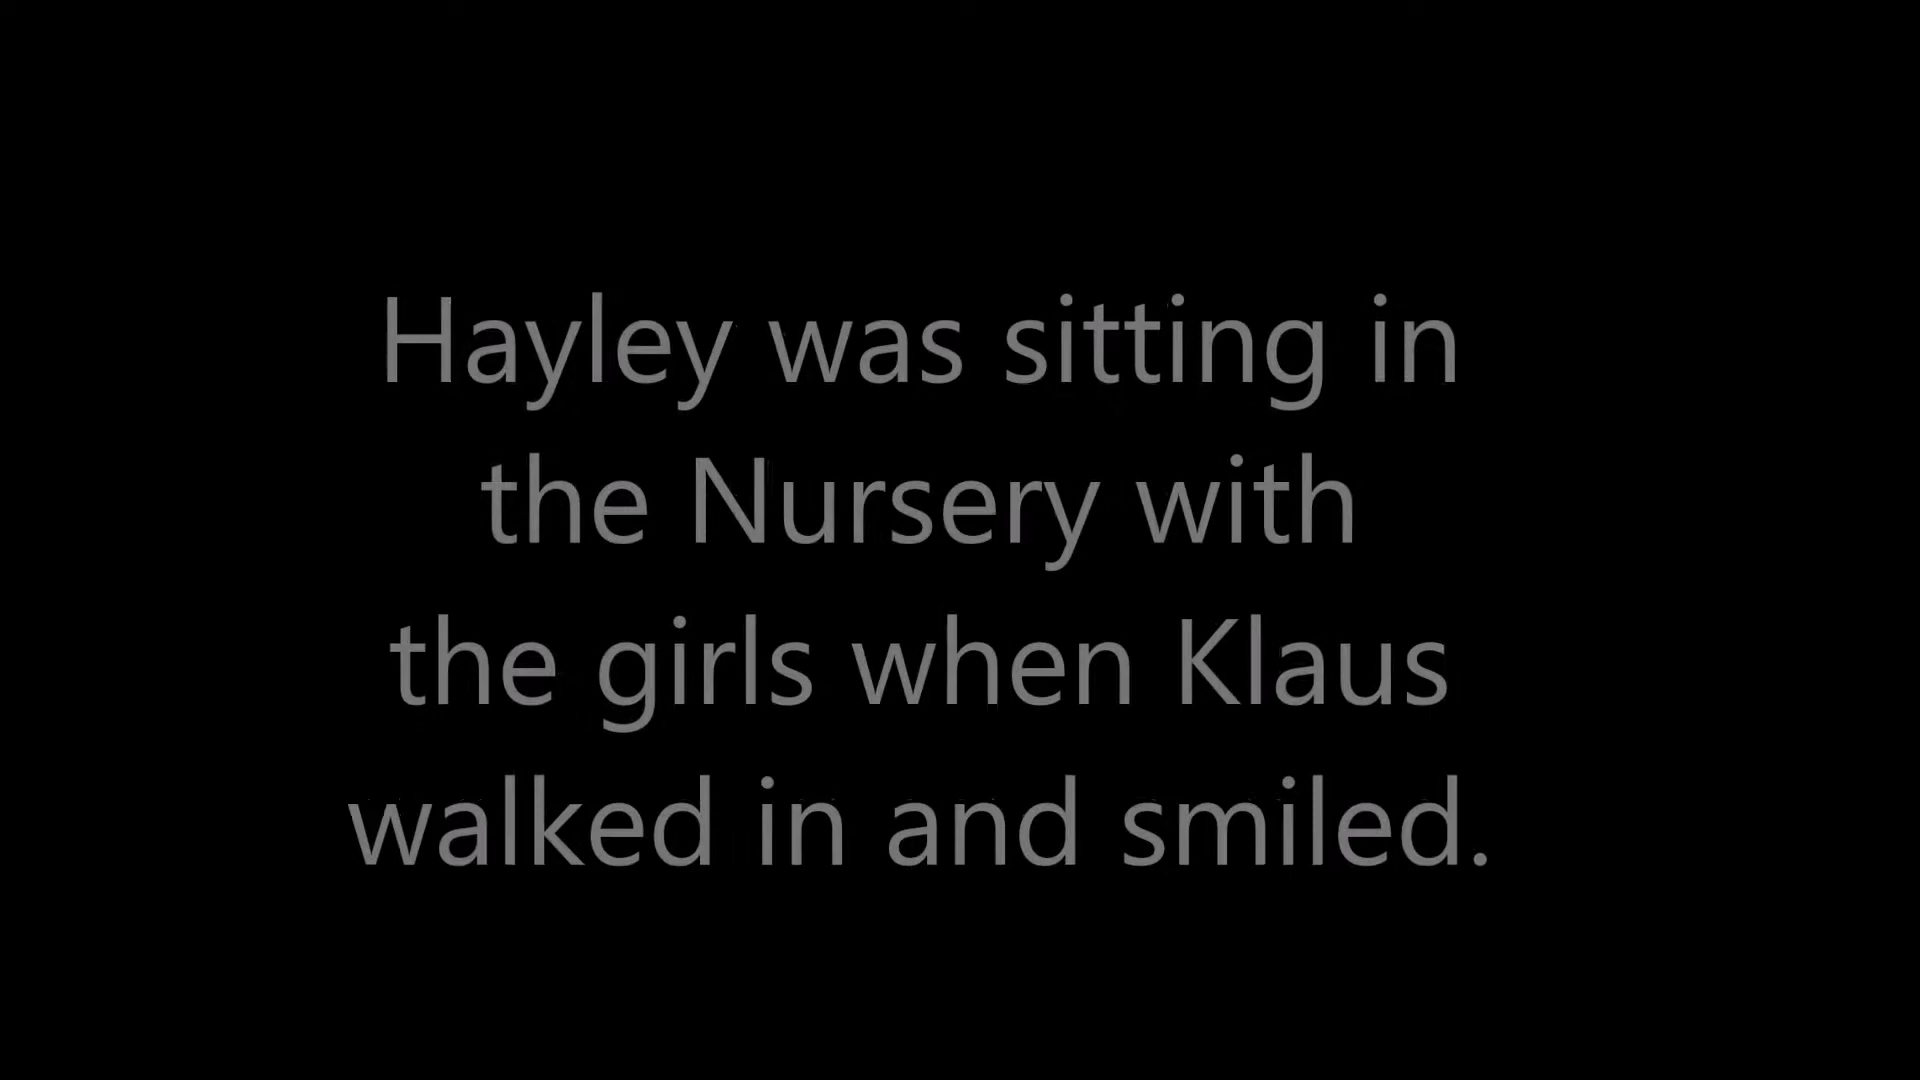 Hayley was sitting in
the Nursery with
the girls when Klaus
walked in and smiled.